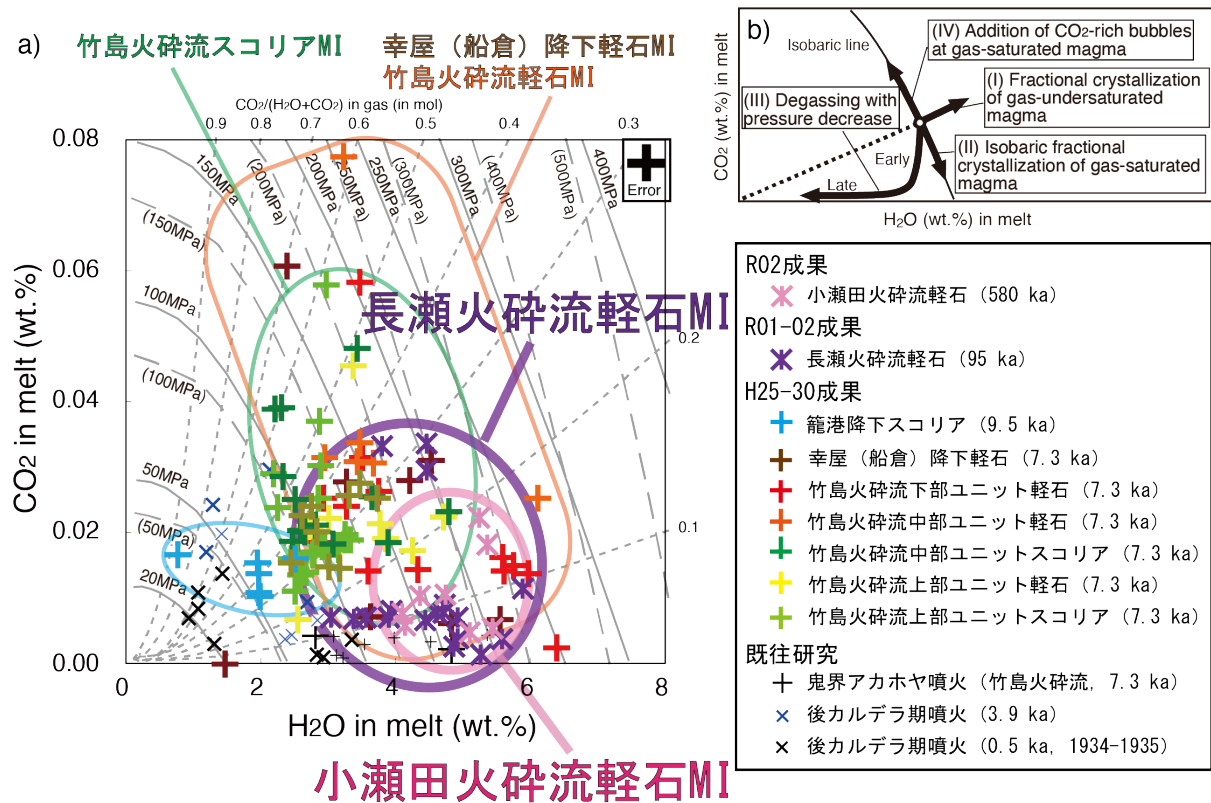 a)
竹島火砕流スコリアMI
幸屋（船倉）降下軽石MI
竹島火砕流軽石MI
CO2/(H2O+CO2) in gas (in mol)
0.9
0.8
0.7
0.6
0.5
0.4
0.3
0.08
0.06
0.04
0.02
0.00
CO2 in melt (wt.%)
150MPa
(200MPa)
200MPa
(250MPa)
250MPa
(300MPa)
300MPa
(400MPa)
(500MPa)
400MPa
(150MPa)
100MPa
(100MPa)
50MPa
(50MPa)
20MPa
Error
長瀬火砕流軽石MI
0.2
0.1
0
2
4
6
8
H2O in melt (wt.%)
小瀬田火砕流軽石MI
b)
Isobaric line
(IV) Addition of CO2-rich bubbles
at gas-saturated magma
(I) Fractional crystallization
of gas-undersaturated
magma
(III) Degassing with
pressure decrease
(II) Isobaric fractional
crystallization of gas-saturated
magma
Early
Late
CO2 (wt.%) in melt
H2O (wt.%) in melt
R02成果
小瀬田火砕流軽石 (580 ka)
R01-02成果
長瀬火砕流軽石 (95 ka)
H25-30成果
籠港降下スコリア (9.5 ka)
幸屋（船倉）降下軽石 (7.3 ka)
竹島火砕流下部ユニット軽石 (7.3 ka)
竹島火砕流中部ユニット軽石 (7.3 ka)
竹島火砕流中部ユニットスコリア (7.3 ka)
竹島火砕流上部ユニット軽石 (7.3 ka)
竹島火砕流上部ユニットスコリア (7.3 ka)
既往研究
鬼界アカホヤ噴火 (竹島火砕流, 7.3 ka)
後カルデラ期噴火 (3.9 ka)
後カルデラ期噴火 (0.5 ka, 1934-1935)